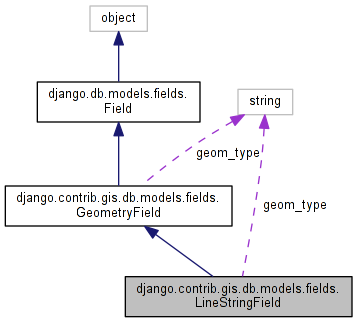 object
django.db.models.fields.
Field
string
geom_type
django.contrib.gis.db.models.fields.
GeometryField
geom_type
django.contrib.gis.db.models.fields.
LineStringField